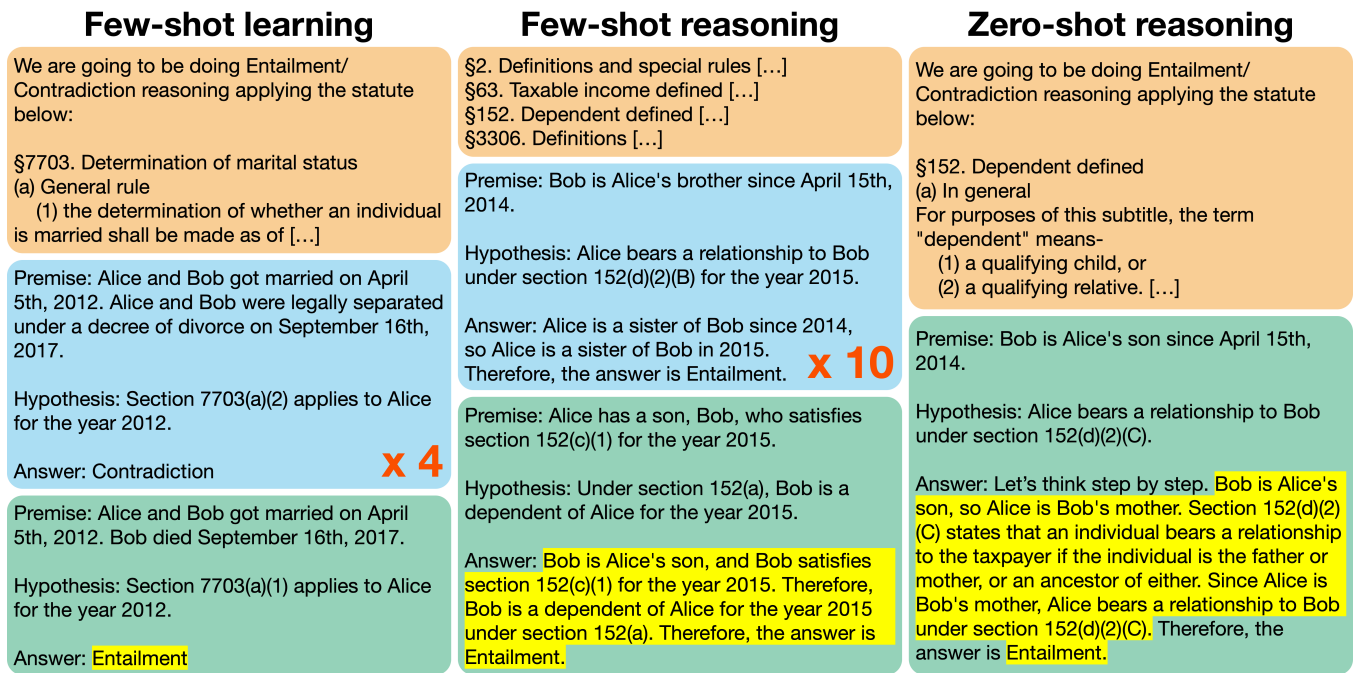 Few-shot learning
We are going to be doing Entailment/
Contradiction reasoning applying the statute
below:
§7703. Determination of marital status
(a) General rule
(1) the determination of whether an individual
is married shall be made as of […]
Premise: Alice and Bob got married on April
5th, 2012. Alice and Bob were legally separated
under a decree of divorce on September 16th,
2017.
Hypothesis: Section 7703(a)(2) applies to Alice
for the year 2012.
Answer: Contradiction
x 4
Premise: Alice and Bob got married on April
5th, 2012. Bob died September 16th, 2017.
Hypothesis: Section 7703(a)(1) applies to Alice
for the year 2012.
Answer: Entailment
Few-shot reasoning
§2. Definitions and special rules […]
§63. Taxable income defined […]
§152. Dependent defined […]
§3306. Definitions […]
Premise: Bob is Alice's brother since April 15th,
2014.
Hypothesis: Alice bears a relationship to Bob
under section 152(d)(2)(B) for the year 2015.
Answer: Alice is a sister of Bob since 2014,
so Alice is a sister of Bob in 2015.
Therefore, the answer is Entailment.
x 10
Premise: Alice has a son, Bob, who satisfies
section 152(c)(1) for the year 2015.
Hypothesis: Under section 152(a), Bob is a
dependent of Alice for the year 2015.
Answer: Bob is Alice's son, and Bob satisfies
section 152(c)(1) for the year 2015. Therefore,
Bob is a dependent of Alice for the year 2015
under section 152(a). Therefore, the answer is
Entailment.
Zero-shot reasoning
We are going to be doing Entailment/
Contradiction reasoning applying the statute
below:
§152. Dependent defined
(a) In general
For purposes of this subtitle, the term
"dependent" means-
(1) a qualifying child, or
(2) a qualifying relative. […]
Premise: Bob is Alice's son since April 15th,
2014.
Hypothesis: Alice bears a relationship to Bob
under section 152(d)(2)(C).
Answer: Let's think step by step. Bob is Alice's
son, so Alice is Bob's mother. Section 152(d)(2)
(C) states that an individual bears a relationship
to the taxpayer if the individual is the father or
mother, or an ancestor of either. Since Alice is
Bob's mother, Alice bears a relationship to Bob
under section 152(d)(2)(C). Therefore, the
answer is Entailment.